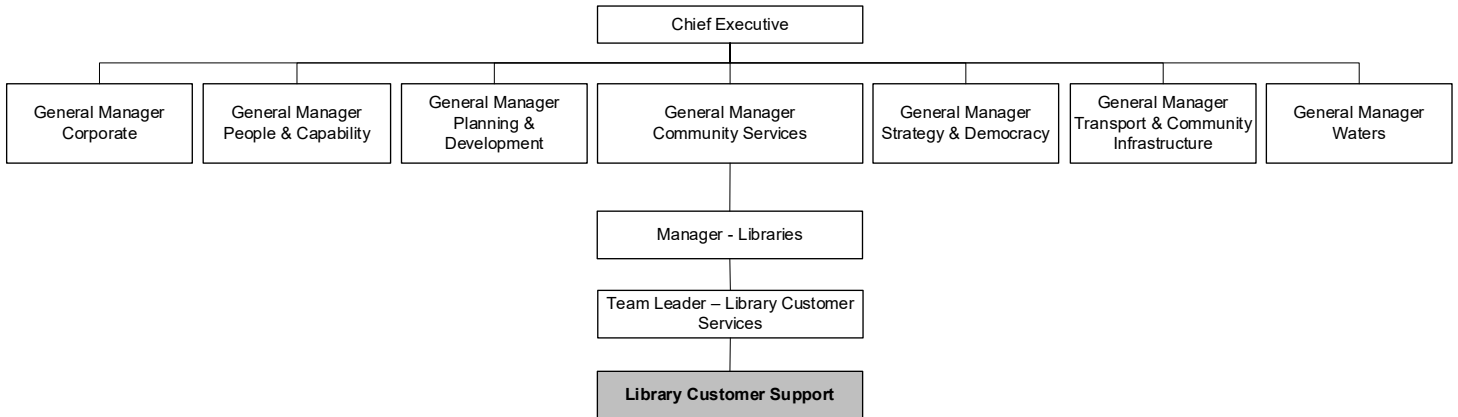 Chief Executive
General Manager
Corporate
General Manager
People & Capability
General Manager
Planning &
Development
General Manager
Community Services
General Manager
Strategy & Democracy
General Manager
Transport & Community
Infrastructure
General Manager
Waters
Manager - Libraries
Team Leader – Library Customer
Services
Library Customer Support